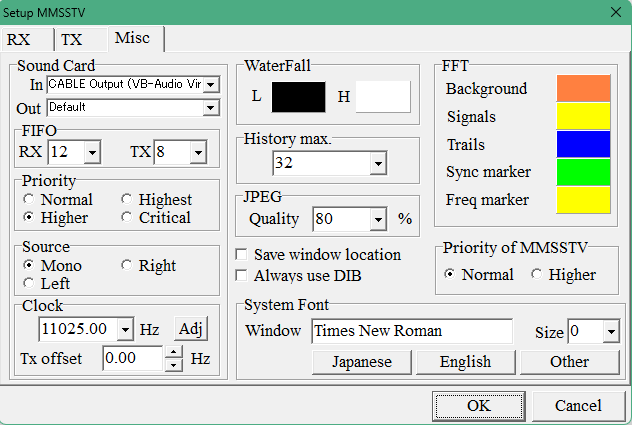 Setup MMSSTV
RX TX Misc
Sound Card
In CABLE Output (VB-Audio Vir
Out Default
FIFO
RX 12 TX 8
Priority
Normal Highest
Higher Critical
Source
Mono Right
Left
Clock
11025.00 Hz Adj
Tx offset 0.00 Hz
WaterFall
L H
History max.
32
JPEG
Quality 80 %
Save window location
Always use DIB
FFT
Background
Signals
Trails
Sync marker
Freq marker
Priority of MMSSTV
Normal Higher
System Font
Window Times New Roman Size 0
Japanese English Other
OK Cancel